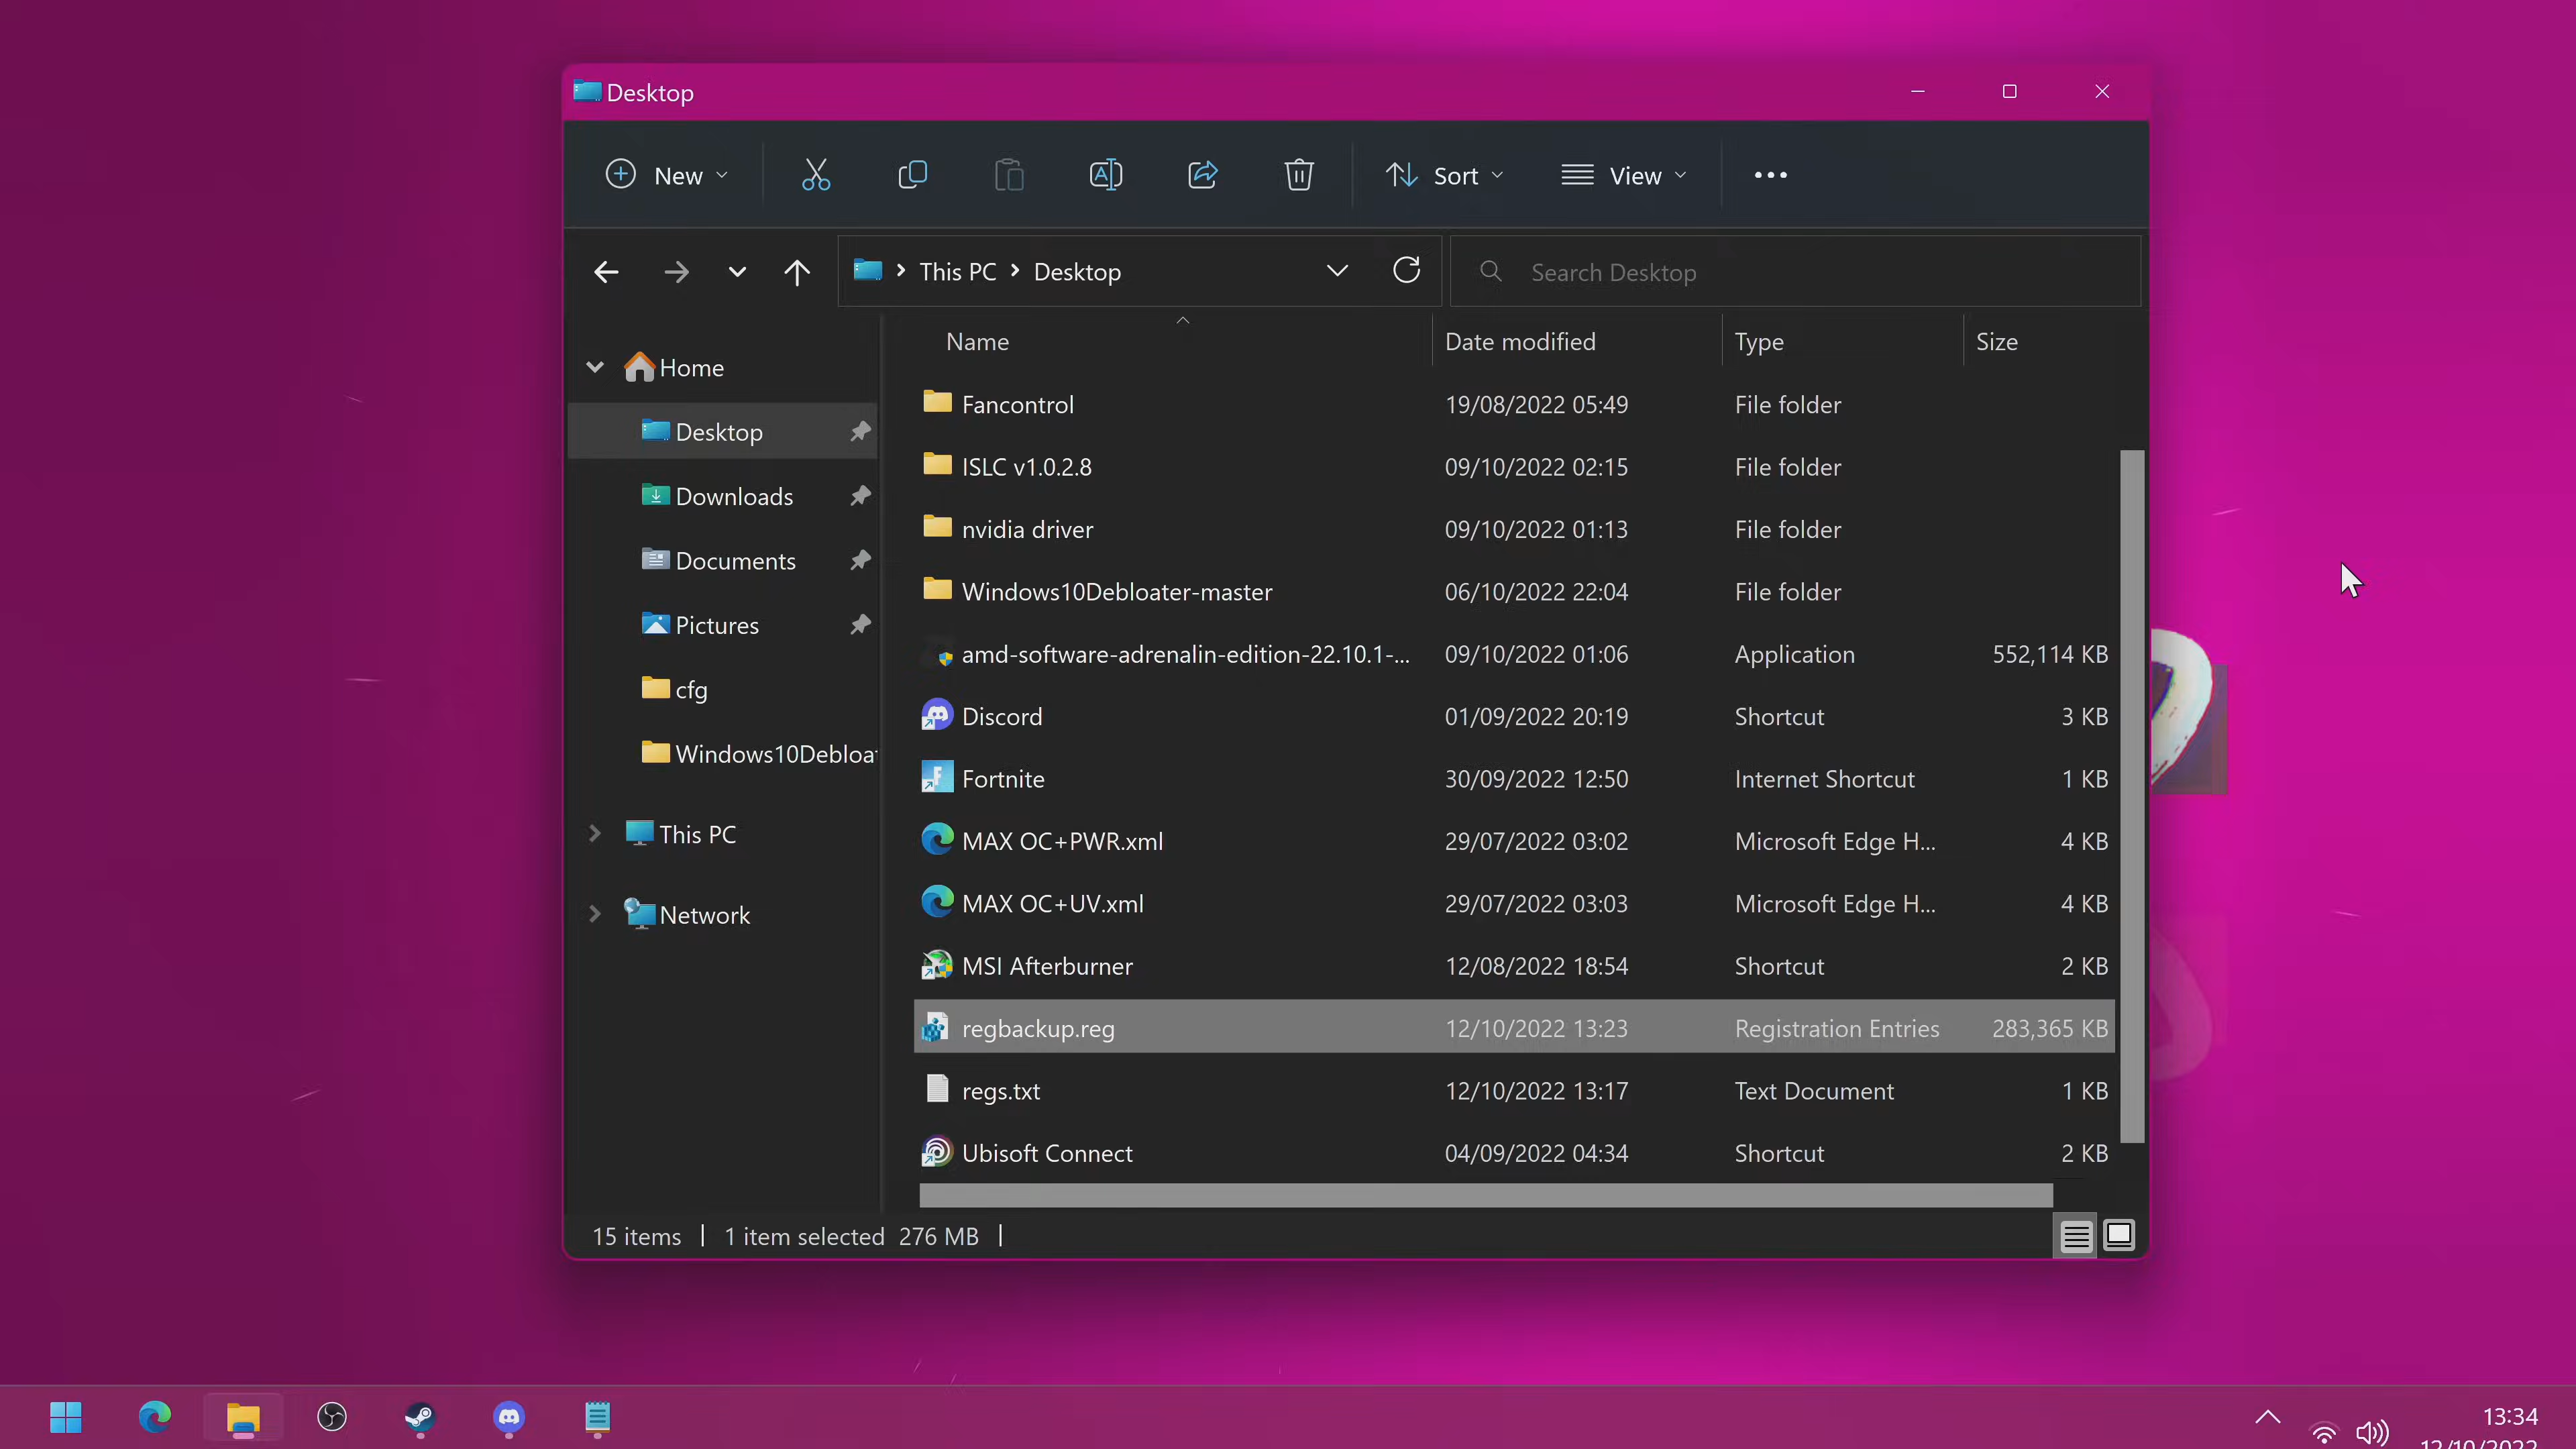 Desktop
New
Sort
View
This PC
Desktop
Search Desktop
Name
Date modified
Type
Size
Home
Desktop
Downloads
Documents
Pictures
cfg
Windows10Debloat
This PC
Network
Fancontrol 19/08/2022 05:49 File folder
ISLC v1.0.2.8 09/10/2022 02:15 File folder
nvidia driver 09/10/2022 01:13 File folder
Windows10Debloater-master 06/10/2022 22:04 File folder
amd-software-adrenalin-edition-22.10.1-... 09/10/2022 01:06 Application 552,114 KB
Discord 01/09/2022 20:19 Shortcut 3 KB
Fortnite 30/09/2022 12:50 Internet Shortcut 1 KB
MAX OC+PWR.xml 29/07/2022 03:02 Microsoft Edge H... 4 KB
MAX OC+UV.xml 29/07/2022 03:03 Microsoft Edge H... 4 KB
MSI Afterburner 12/08/2022 18:54 Shortcut 2 KB
regbackup.reg 12/10/2022 13:23 Registration Entries 283,365 KB
regs.txt 12/10/2022 13:17 Text Document 1 KB
Ubisoft Connect 04/09/2022 04:34 Shortcut 2 KB
15 items 1 item selected 276 MB
13:34
12/10/2022